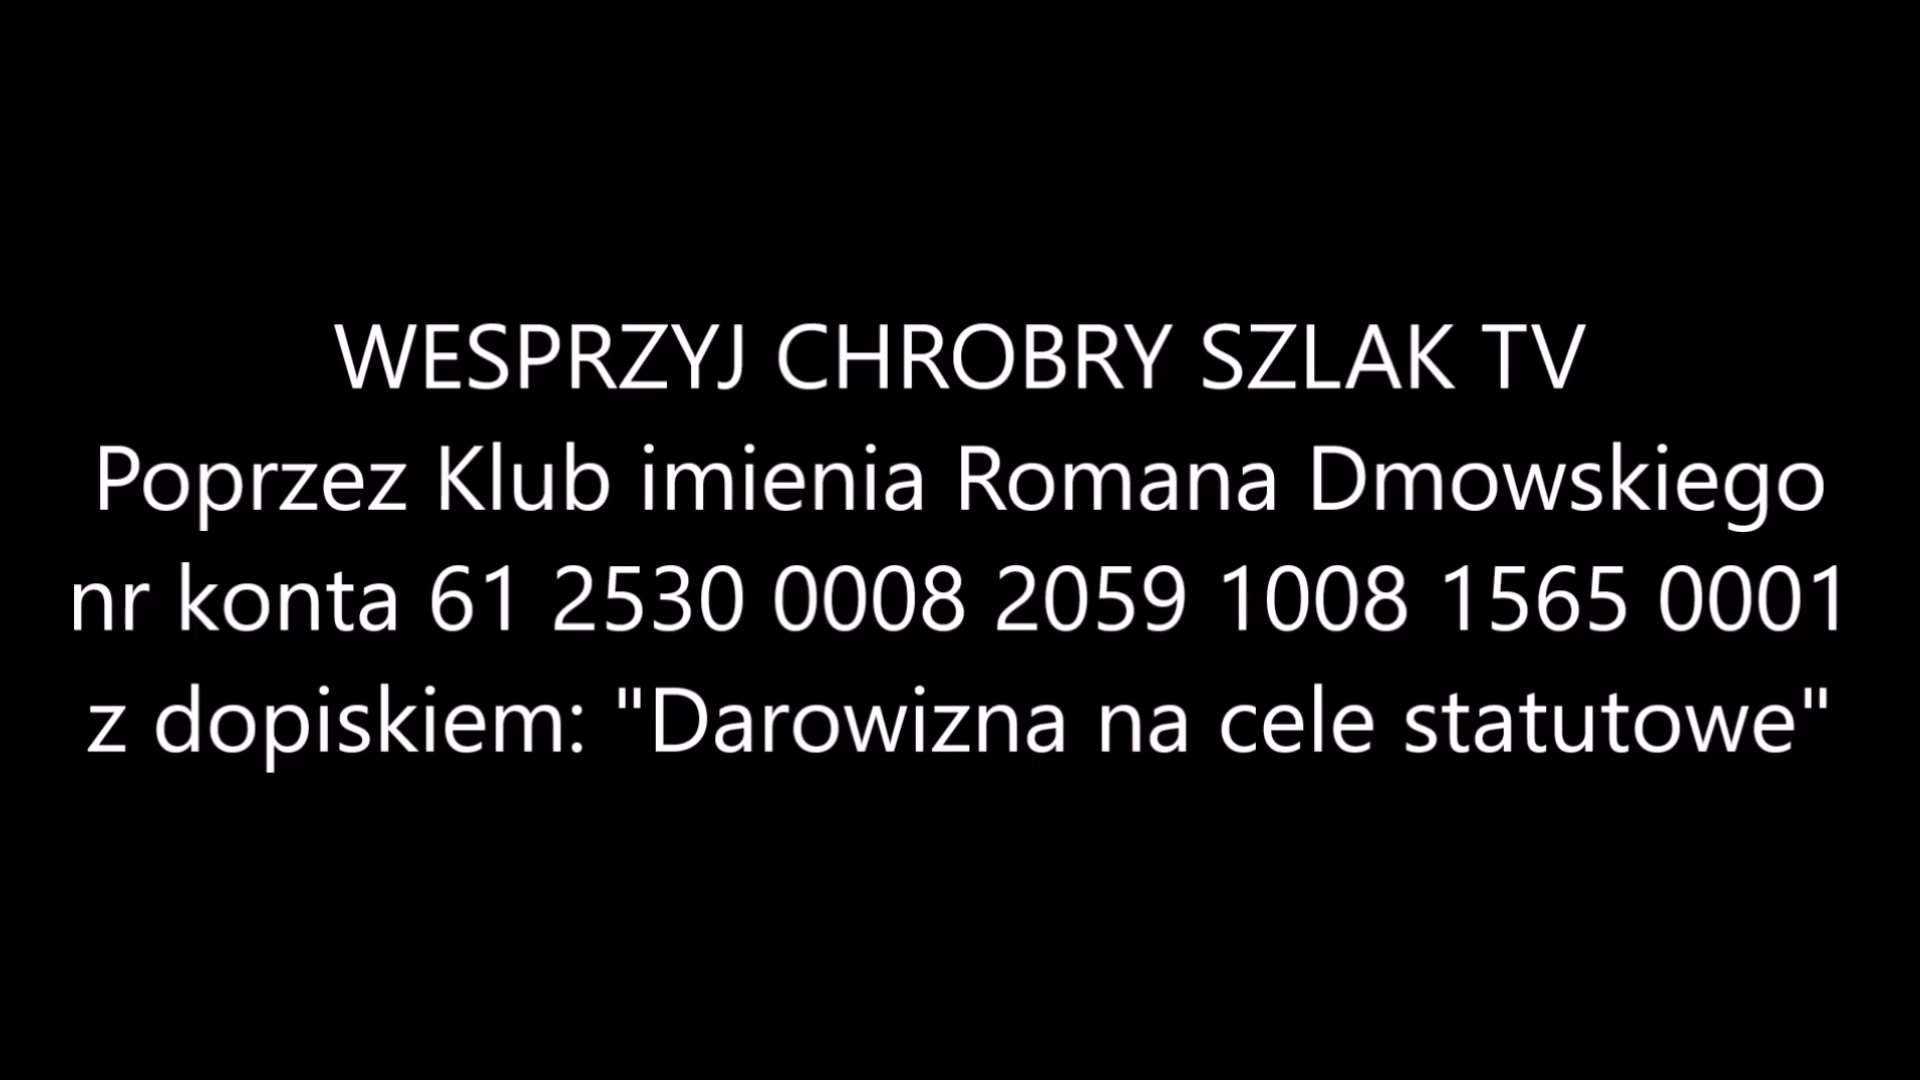 WESPRZYJ CHROBRY SZLAK TV
Poprzez Klub imienia Romana Dmowskiego
nr konta 61 2530 0008 2059 1008 1565 0001
z dopiskiem: "Darowizna na cele statutowe"